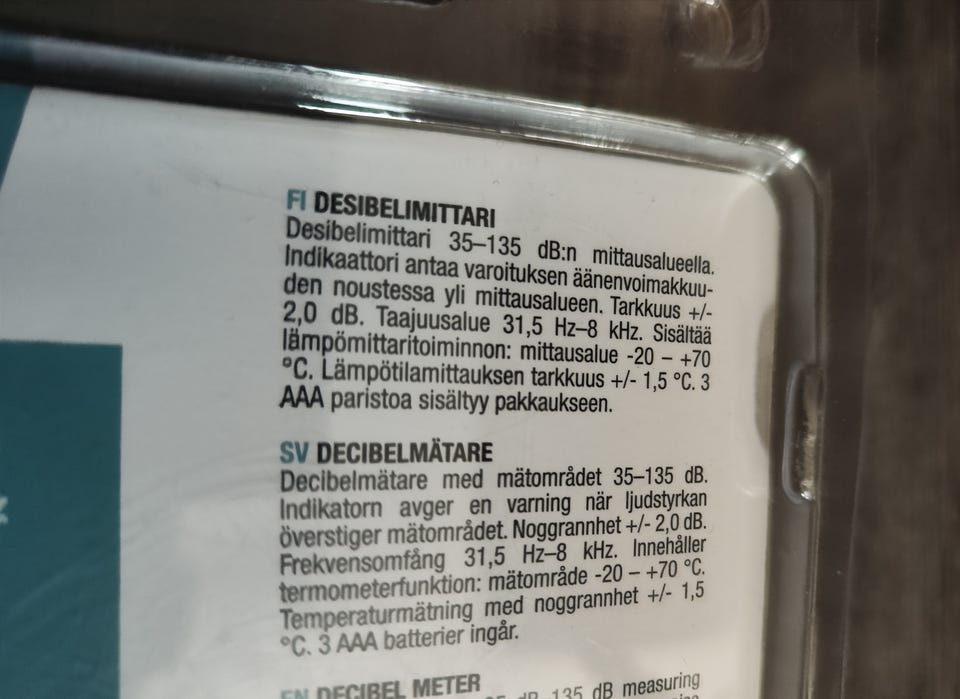 FI DESIBELIMITTARI
Desibelimittari 35–135 dB:n mittausalueella.
Indikaattori antaa varoituksen äänenvoimakkuu-
den noustessa yli mittausalueen. Tarkkuus +/-
2,0 dB. Taajuusalue 31,5 Hz–8 kHz. Sisältää
lämpömittaritoiminnon: mittausalue -20 – +70
°C. Lämpötilamittauksen tarkkuus +/- 1,5 °C. 3
AAA paristoa sisältyy pakkaukseen.
SV DECIBELMÄTARE
Decibelmätare med mätområdet 35–135 dB.
Indikatorn avger en varning när ljudstyrkan
överstiger mätområdet. Noggrannhet +/- 2,0 dB.
Frekvensomfång 31,5 Hz–8 kHz. Innehåller
termometerfunktion: mätområde -20 – +70 °C.
Temperaturmätning med noggrannhet +/- 1,5
°C. 3 AAA batterier ingår.
EN DECIBEL METER
dB 135 dB measuring